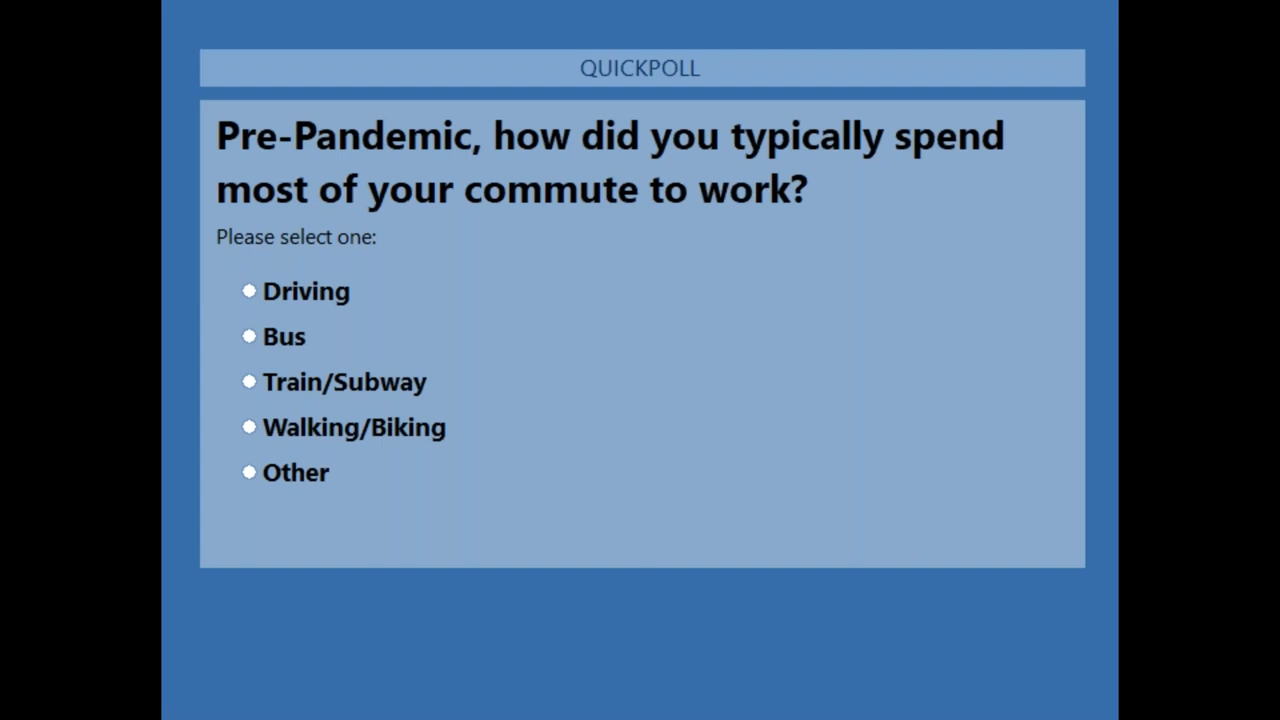 QUICKPOLL
Pre-Pandemic, how did you typically spend
most of your commute to work?
Please select one:
Driving
Bus
Train/Subway
Walking/Biking
Other